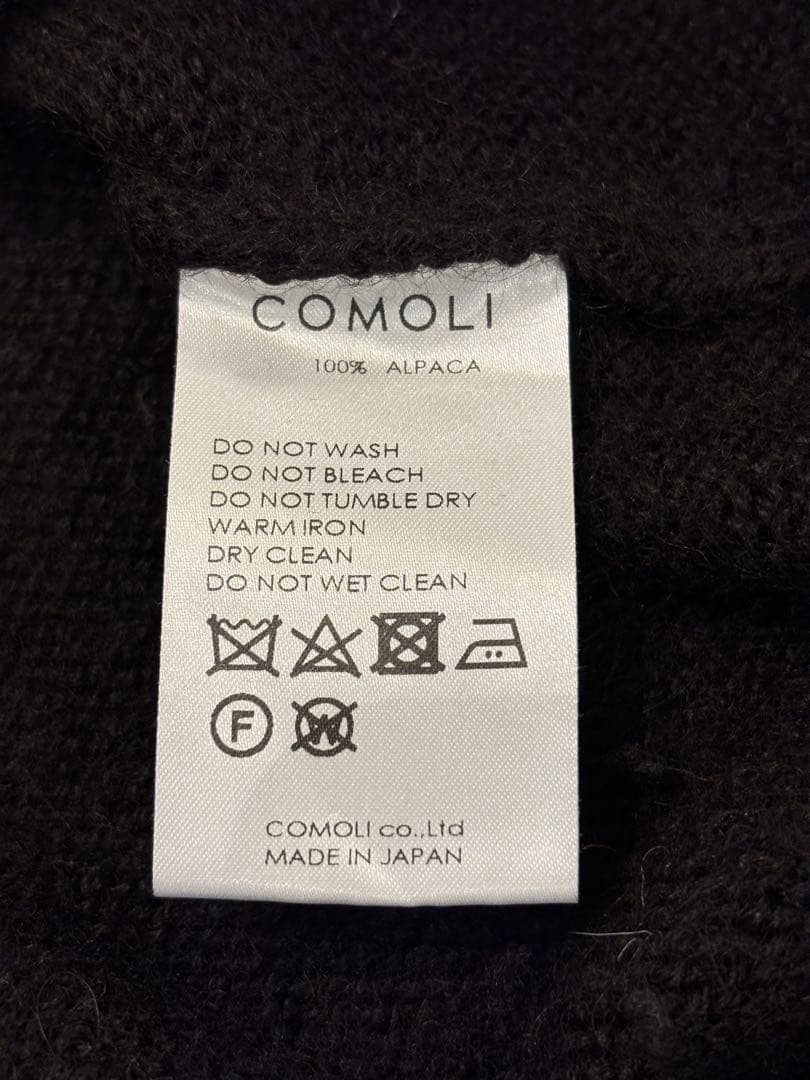 COMOLI
100% ALPACA
DO NOT WASH
DO NOT BLEACH
DO NOT TUMBLE DRY
WARM IRON
DRY CLEAN
DO NOT WET CLEAN
F W
COMOLI co.,Ltd
MADE IN JAPAN